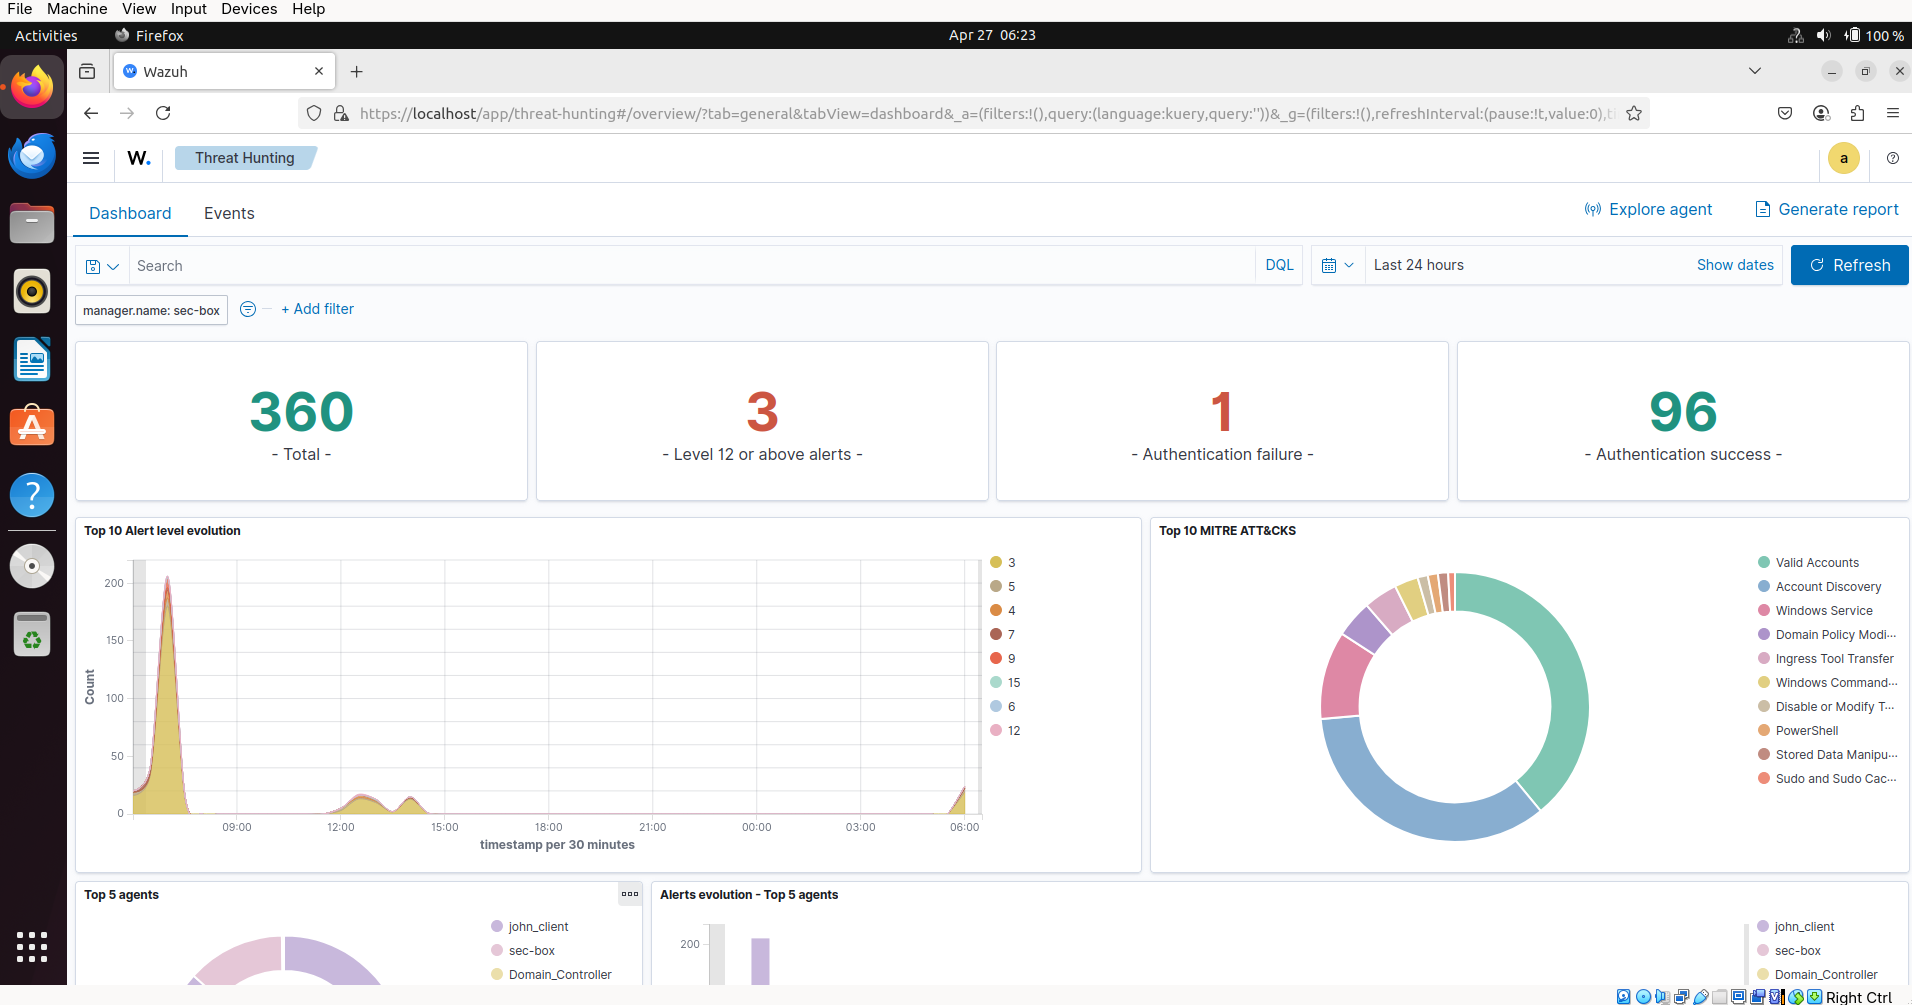 File Machine View Input Devices Help
Activities Firefox Apr 27 06:23 100 %
Wazuh
https://localhost/app/threat-hunting#/overview/?tab=general&tabView=dashboard&_a=(filters:!(),query:(language:kuery,query:''))&_g=(filters:!(),refreshInterval:(pause:!t,value:0),ti
W. Threat Hunting a
Dashboard Events Explore agent Generate report
Search DQL Last 24 hours Show dates Refresh
manager.name: sec-box + Add filter
360
- Total -
3
- Level 12 or above alerts -
1
- Authentication failure -
96
- Authentication success -
Top 10 Alert level evolution
Count
200
150
100
50
0
09:00 12:00 15:00 18:00 21:00 00:00 03:00 06:00
timestamp per 30 minutes
3
5
4
7
9
15
6
12
Top 10 MITRE ATT&CKS
Valid Accounts
Account Discovery
Windows Service
Domain Policy Modi...
Ingress Tool Transfer
Windows Command...
Disable or Modify T...
PowerShell
Stored Data Manipu...
Sudo and Sudo Cac...
Top 5 agents
john_client
sec-box
Domain_Controller
Alerts evolution - Top 5 agents
200
john_client
sec-box
Domain_Controller
Right Ctrl